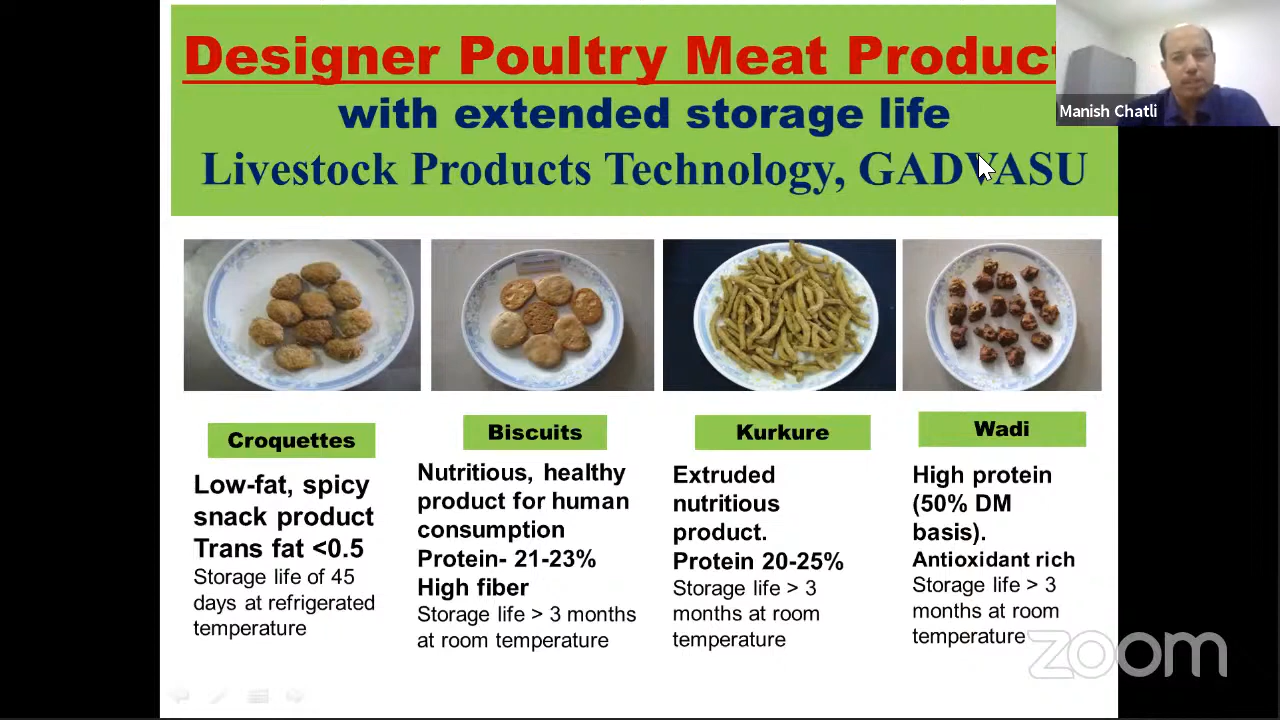 Designer Poultry Meat Product
with extended storage life
Livestock Products Technology, GADVASU
Manish Chatli
Croquettes
Low-fat, spicy
snack product
Trans fat <0.5
Storage life of 45
days at refrigerated
temperature
Biscuits
Nutritious, healthy
product for human
consumption
Protein- 21-23%
High fiber
Storage life > 3 months
at room temperature
Kurkure
Extruded
nutritious
product.
Protein 20-25%
Storage life > 3
months at room
temperature
Wadi
High protein
(50% DM
basis).
Antioxidant rich
Storage life > 3
months at room
temperature
zoom